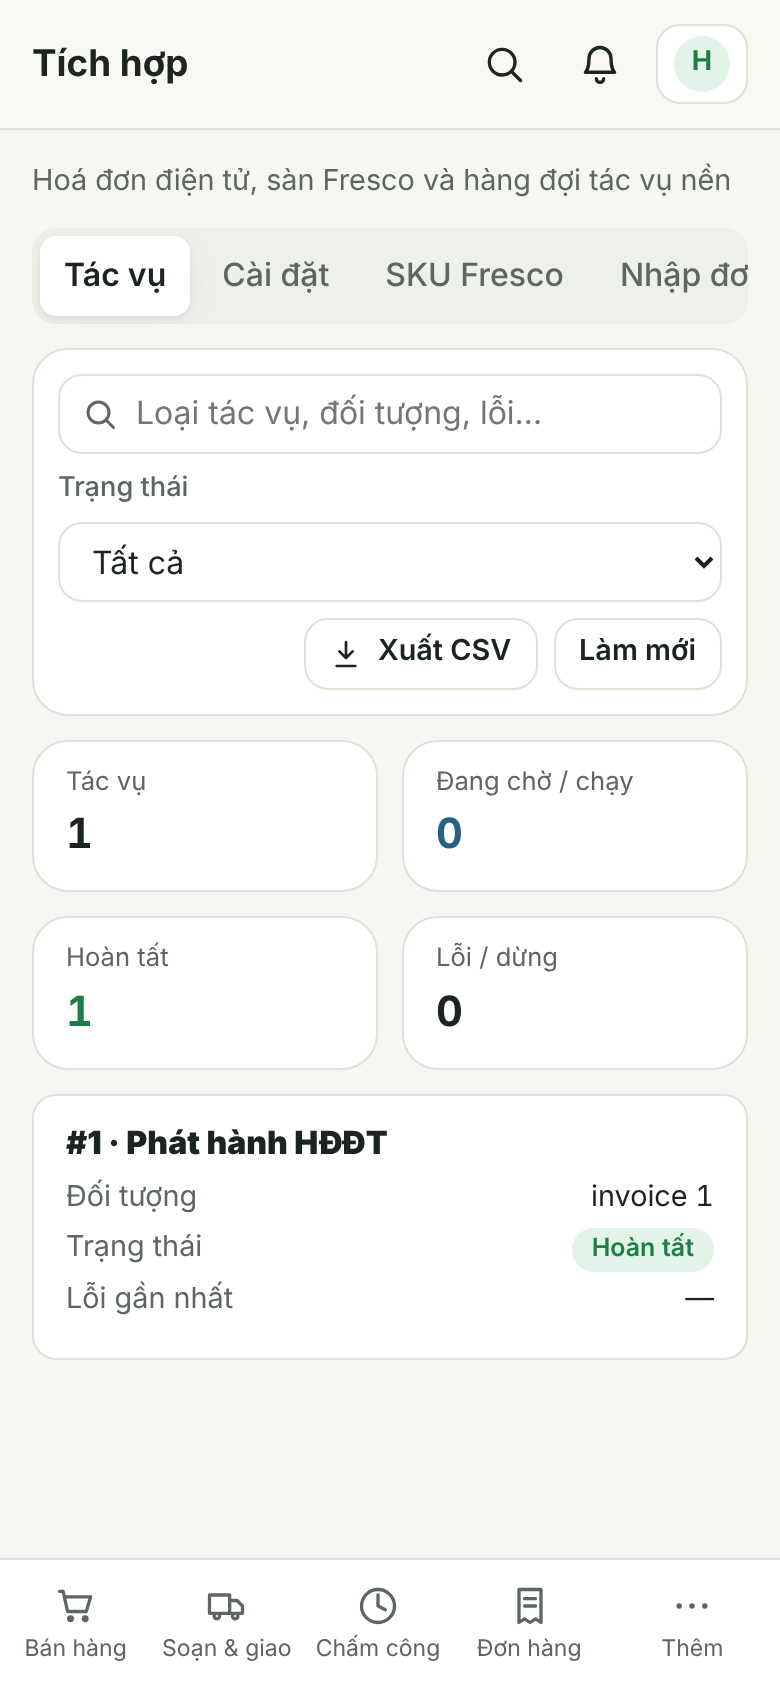 Tích hợp
H
Hoá đơn điện tử, sàn Fresco và hàng đợi tác vụ nền
Tác vụ
Cài đặt
SKU Fresco
Nhập đơ
Loại tác vụ, đối tượng, lỗi...
Trạng thái
Tất cả
Xuất CSV
Làm mới
Tác vụ
1
Đang chờ / chạy
0
Hoàn tất
1
Lỗi / dừng
0
#1 · Phát hành HĐĐT
Đối tượng
invoice 1
Trạng thái
Hoàn tất
Lỗi gần nhất
—
Bán hàng
Soạn & giao
Chấm công
Đơn hàng
Thêm